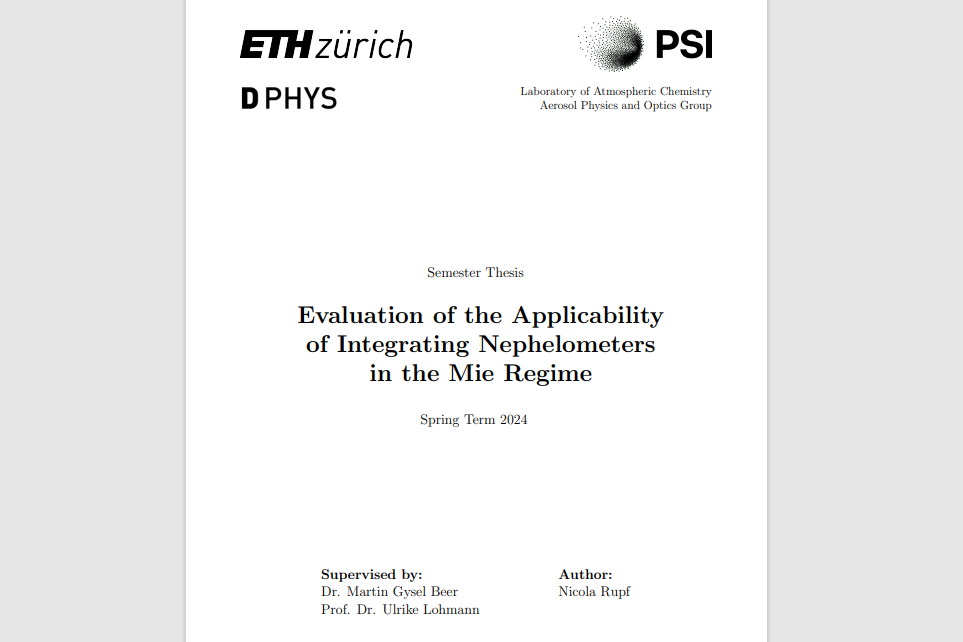 ETH zürich
PSI
D PHYS
Laboratory of Atmospheric Chemistry
Aerosol Physics and Optics Group
Semester Thesis
Evaluation of the Applicability
of Integrating Nephelometers
in the Mie Regime
Spring Term 2024
Supervised by:
Dr. Martin Gysel Beer
Prof. Dr. Ulrike Lohmann
Author:
Nicola Rupf